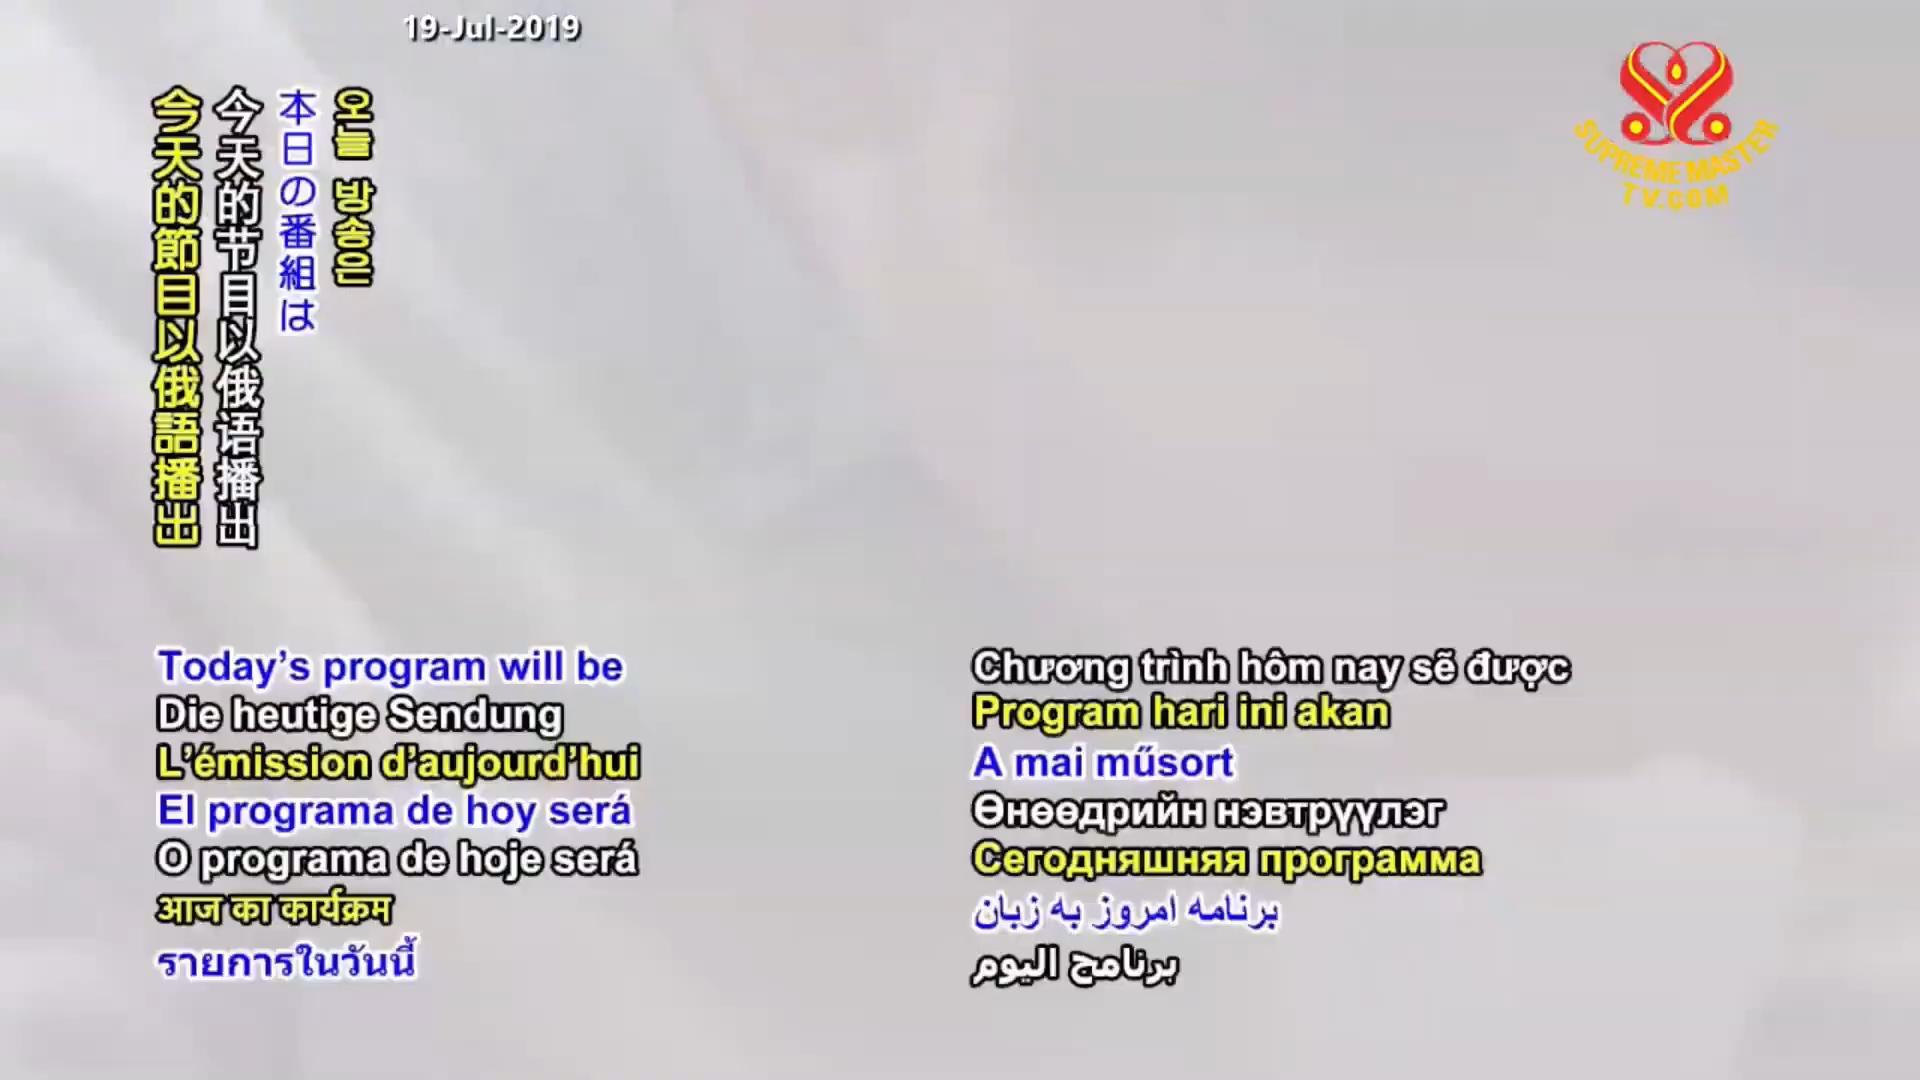 19-Jul-2019
SUPREME MASTER
TV.COM
오늘 방송은
本日の番組は
今天的节目以俄语播出
今天的節目以俄語播出
Today’s program will be
Die heutige Sendung
L’émission d’aujourd’hui
El programa de hoy será
O programa de hoje será
आज का कार्यक्रम
รายการในวันนี้
Chương trình hôm nay sẽ được
Program hari ini akan
A mai műsort
Өнөөдрийн нэвтрүүлэг
Сегодняшняя программа
برنامه امروز به زبان
برنامج اليوم